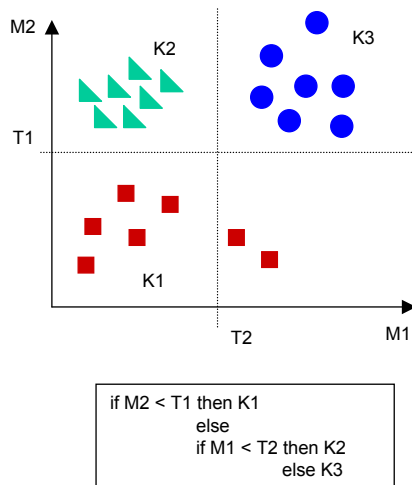 M2
K2
K3
T1
K1
T2
M1
if M2 < T1 then K1
else
if M1 < T2 then K2
else K3